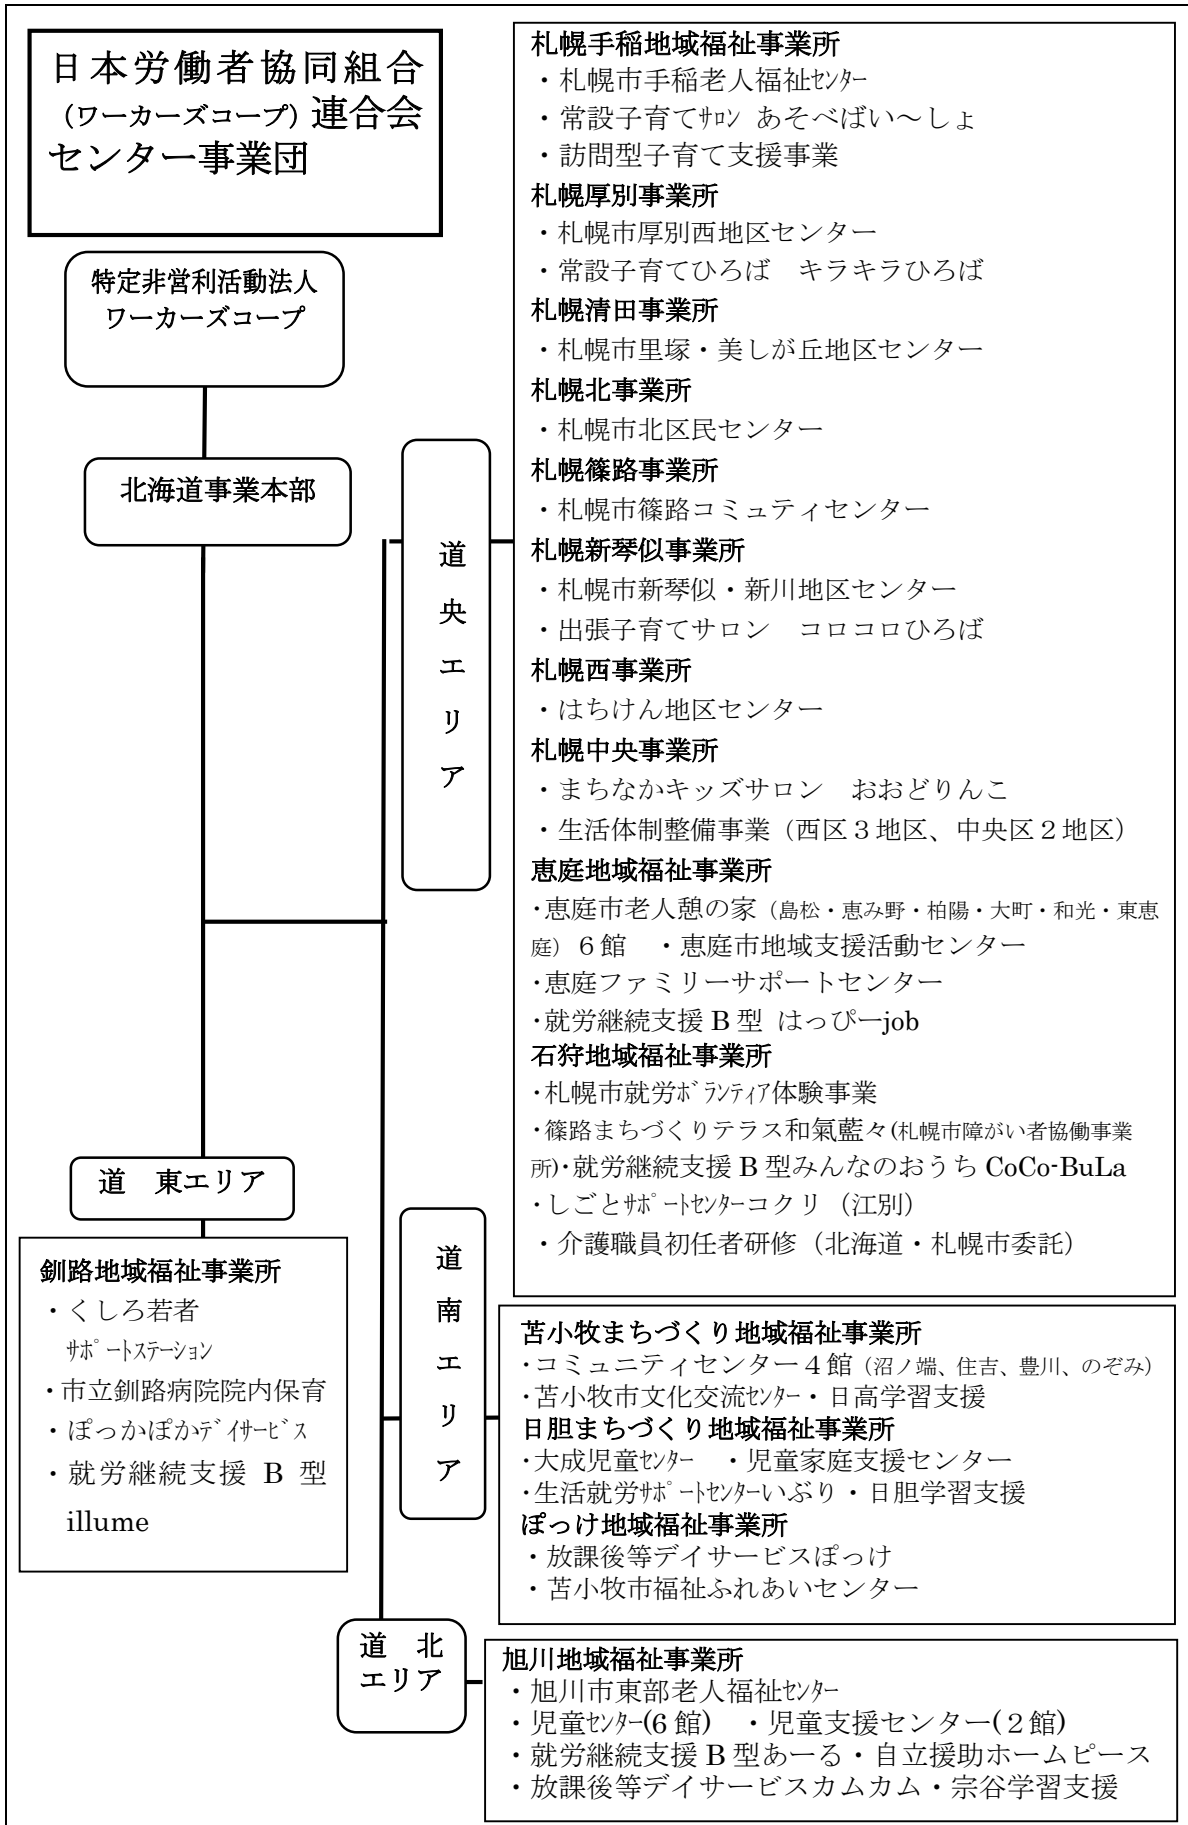 日本労働者協同組合
（ワーカーズコープ）連合会
センター事業団
特定非営利活動法人
ワーカーズコープ
北海道事業本部
道央エリア
札幌手稲地域福祉事業所
・札幌市手稲老人福祉ｾﾝﾀｰ
・常設子育てｻﾛﾝ あそべばい～しょ
・訪問型子育て支援事業
札幌厚別事業所
・札幌市厚別西地区センター
・常設子育てひろば　キラキラひろば
札幌清田事業所
・札幌市里塚・美しが丘地区センター
札幌北事業所
・札幌市北区民センター
札幌篠路事業所
・札幌市篠路コミュティセンター
札幌新琴似事業所
・札幌市新琴似・新川地区センター
・出張子育てサロン　コロコロひろば
札幌西事業所
・はちけん地区センター
札幌中央事業所
・まちなかキッズサロン　おおどりんこ
・生活体制整備事業（西区３地区、中央区２地区）
恵庭地域福祉事業所
・恵庭市老人憩の家（島松・恵み野・柏陽・大町・和光・東恵
庭）６館　・恵庭市地域支援活動センター
・恵庭ファミリーサポートセンター
・就労継続支援 B 型 はっぴーjob
石狩地域福祉事業所
・札幌市就労ﾎﾞﾗﾝﾃｨｱ体験事業
・篠路まちづくりテラス和氣藍々(札幌市障がい者協働事業
所)・就労継続支援 B 型みんなのおうち CoCo-BuLa
・しごとｻﾎﾟｰﾄｾﾝﾀｰコクリ（江別）
・介護職員初任者研修（北海道・札幌市委託）
道　東エリア
釧路地域福祉事業所
・くしろ若者
ｻﾎﾟｰﾄｽﾃｰｼｮﾝ
・市立釧路病院院内保育
・ぽっかぽかﾃﾞｲｻｰﾋﾞｽ
・就労継続支援 B 型
illume
道南エリア
苫小牧まちづくり地域福祉事業所
・コミュニティセンター４館（沼ノ端、住吉、豊川、のぞみ）
・苫小牧市文化交流ｾﾝﾀｰ・日高学習支援
日胆まちづくり地域福祉事業所
・大成児童ｾﾝﾀｰ　・児童家庭支援センター
・生活就労ｻﾎﾟｰﾄｾﾝﾀｰいぶり・日胆学習支援
ぽっけ地域福祉事業所
・放課後等デイサービスぽっけ
・苫小牧市福祉ふれあいセンター
道　北
エリア
旭川地域福祉事業所
・旭川市東部老人福祉ｾﾝﾀｰ
・児童ｾﾝﾀｰ(6 館)　・児童支援センター(２館)
・就労継続支援 B 型あーる・自立援助ホームピース
・放課後等デイサービスカムカム・宗谷学習支援